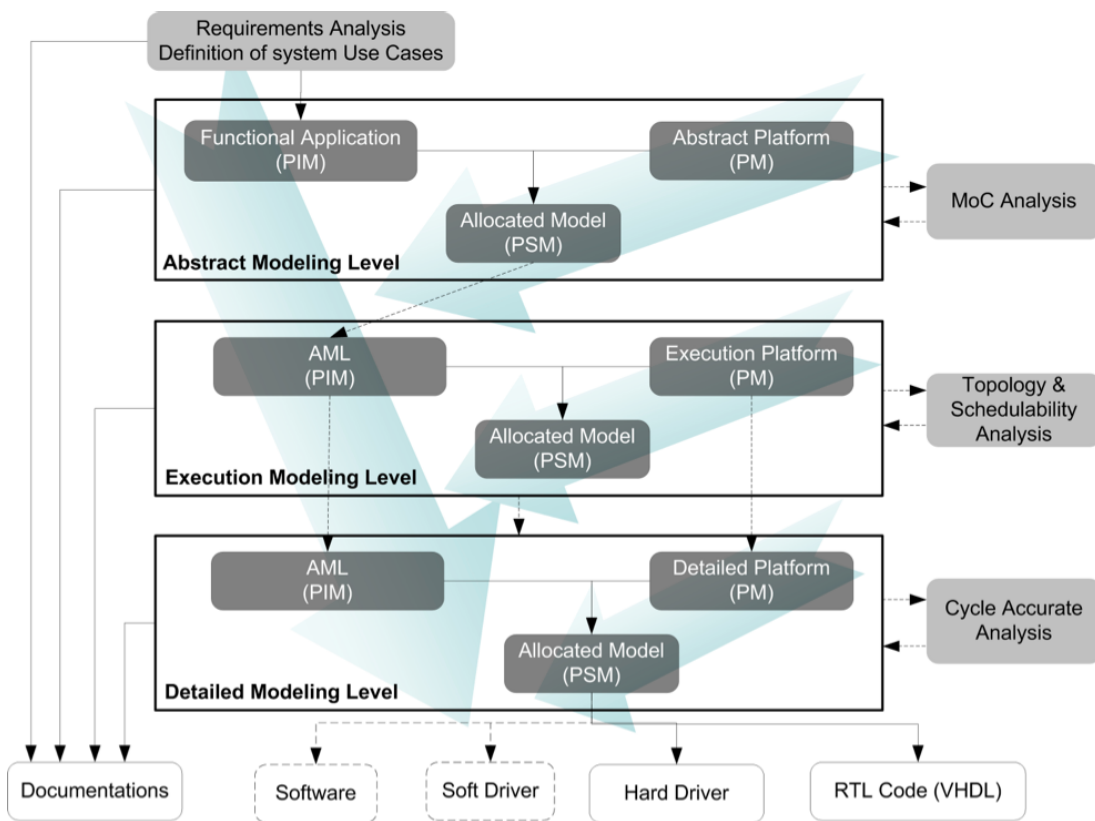 Requirements Analysis
Definition of system Use Cases
Functional Application
(PIM)
Abstract Platform
(PM)
MoC Analysis
Allocated Model
(PSM)
Abstract Modeling Level
AML
(PIM)
Execution Platform
(PM)
Topology &
Schedulability
Analysis
Allocated Model
(PSM)
Execution Modeling Level
AML
(PIM)
Detailed Platform
(PM)
Cycle Accurate
Analysis
Allocated Model
(PSM)
Detailed Modeling Level
Documentations
Software
Soft Driver
Hard Driver
RTL Code (VHDL)